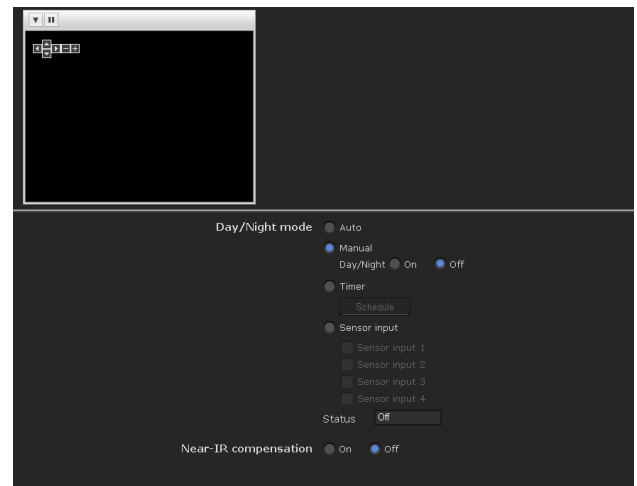 Day/Night mode Auto
Manual
Day/Night On Off
Timer
Schedule
Sensor input
Sensor input 1
Sensor input 2
Sensor input 3
Sensor input 4
Status Off
Near-IR compensation On Off